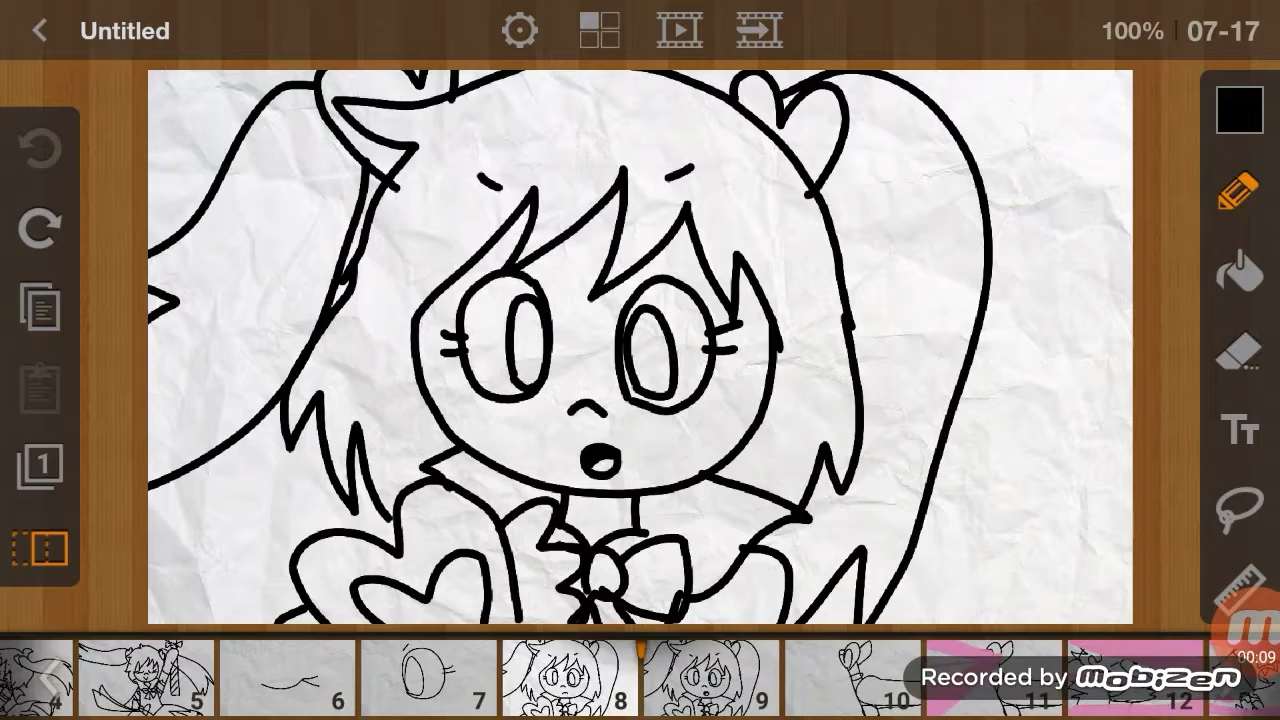 Untitled
100% 07-17
1
TT
00:09
4 5 6 7 8 9 10 11 12
Recorded by mobizen